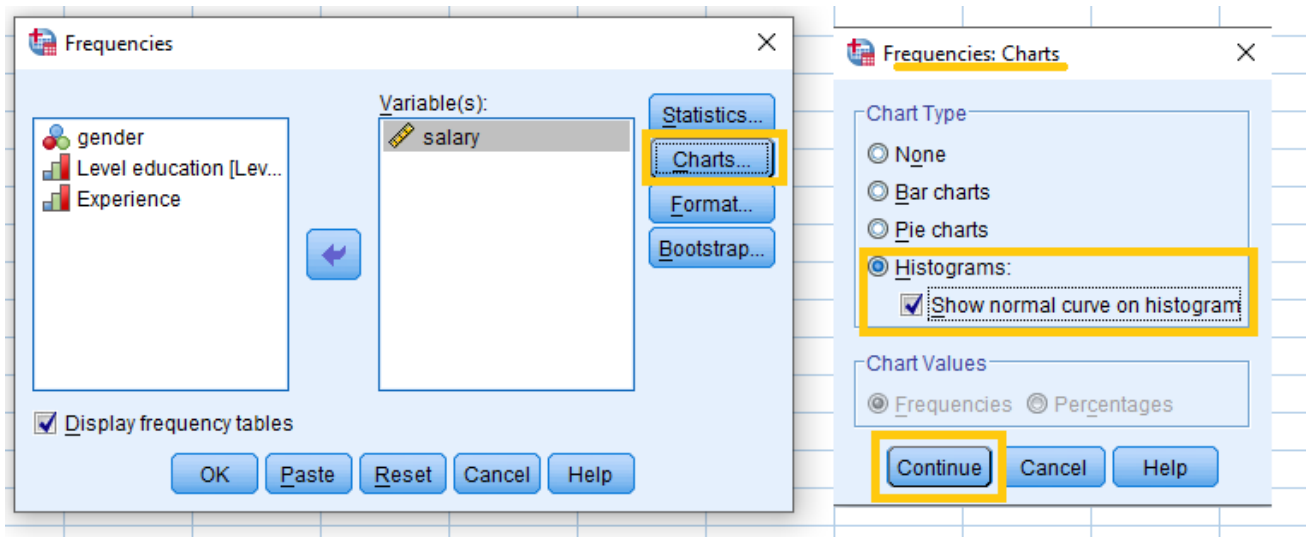 Frequencies
Variable(s):
gender
Level education [Lev...
Experience
salary
Statistics...
Charts...
Format...
Bootstrap...
Display frequency tables
OK Paste Reset Cancel Help
Frequencies: Charts
Chart Type
None
Bar charts
Pie charts
Histograms:
Show normal curve on histogram
Chart Values
Frequencies Percentages
Continue Cancel Help